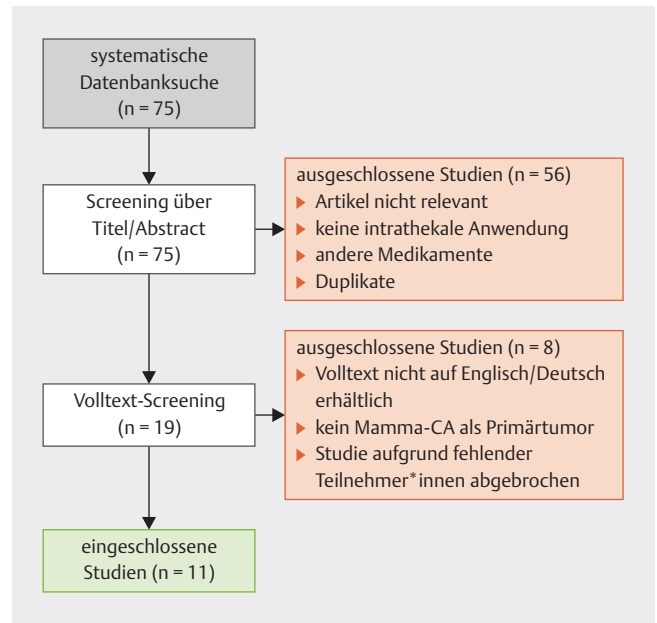 systematische
Datenbanksuche
(n = 75)
Screening über
Titel/Abstract
(n = 75)
ausgeschlossene Studien (n = 56)
▶ Artikel nicht relevant
▶ keine intrathekale Anwendung
▶ andere Medikamente
▶ Duplikate
Volltext-Screening
(n = 19)
ausgeschlossene Studien (n = 8)
▶ Volltext nicht auf Englisch/Deutsch
erhältlich
▶ kein Mamma-CA als Primärtumor
▶ Studie aufgrund fehlender
Teilnehmer*innen abgebrochen
eingeschlossene
Studien (n = 11)